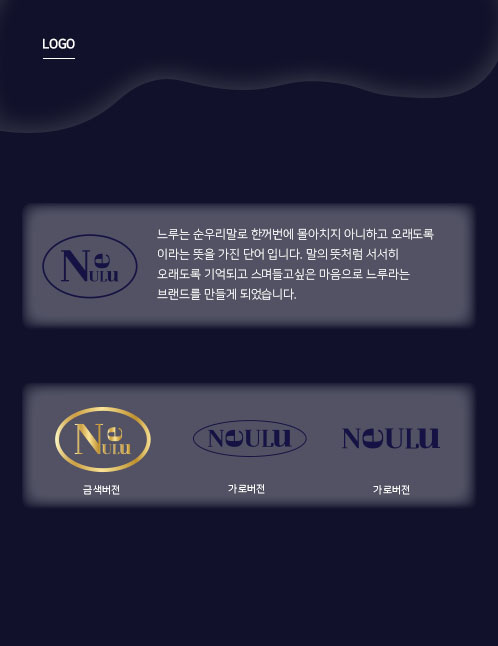 LOGO
Neulu
느루는 순우리말로 한꺼번에 몰아치지 아니하고 오래도록
이라는 뜻을 가진 단어 입니다. 말의 뜻처럼 서서히
오래도록 기억되고 스며들고싶은 마음으로 느루라는
브랜드를 만들게 되었습니다.
NeULU
NeULU
NeULU
금색버전
가로버전
가로버전